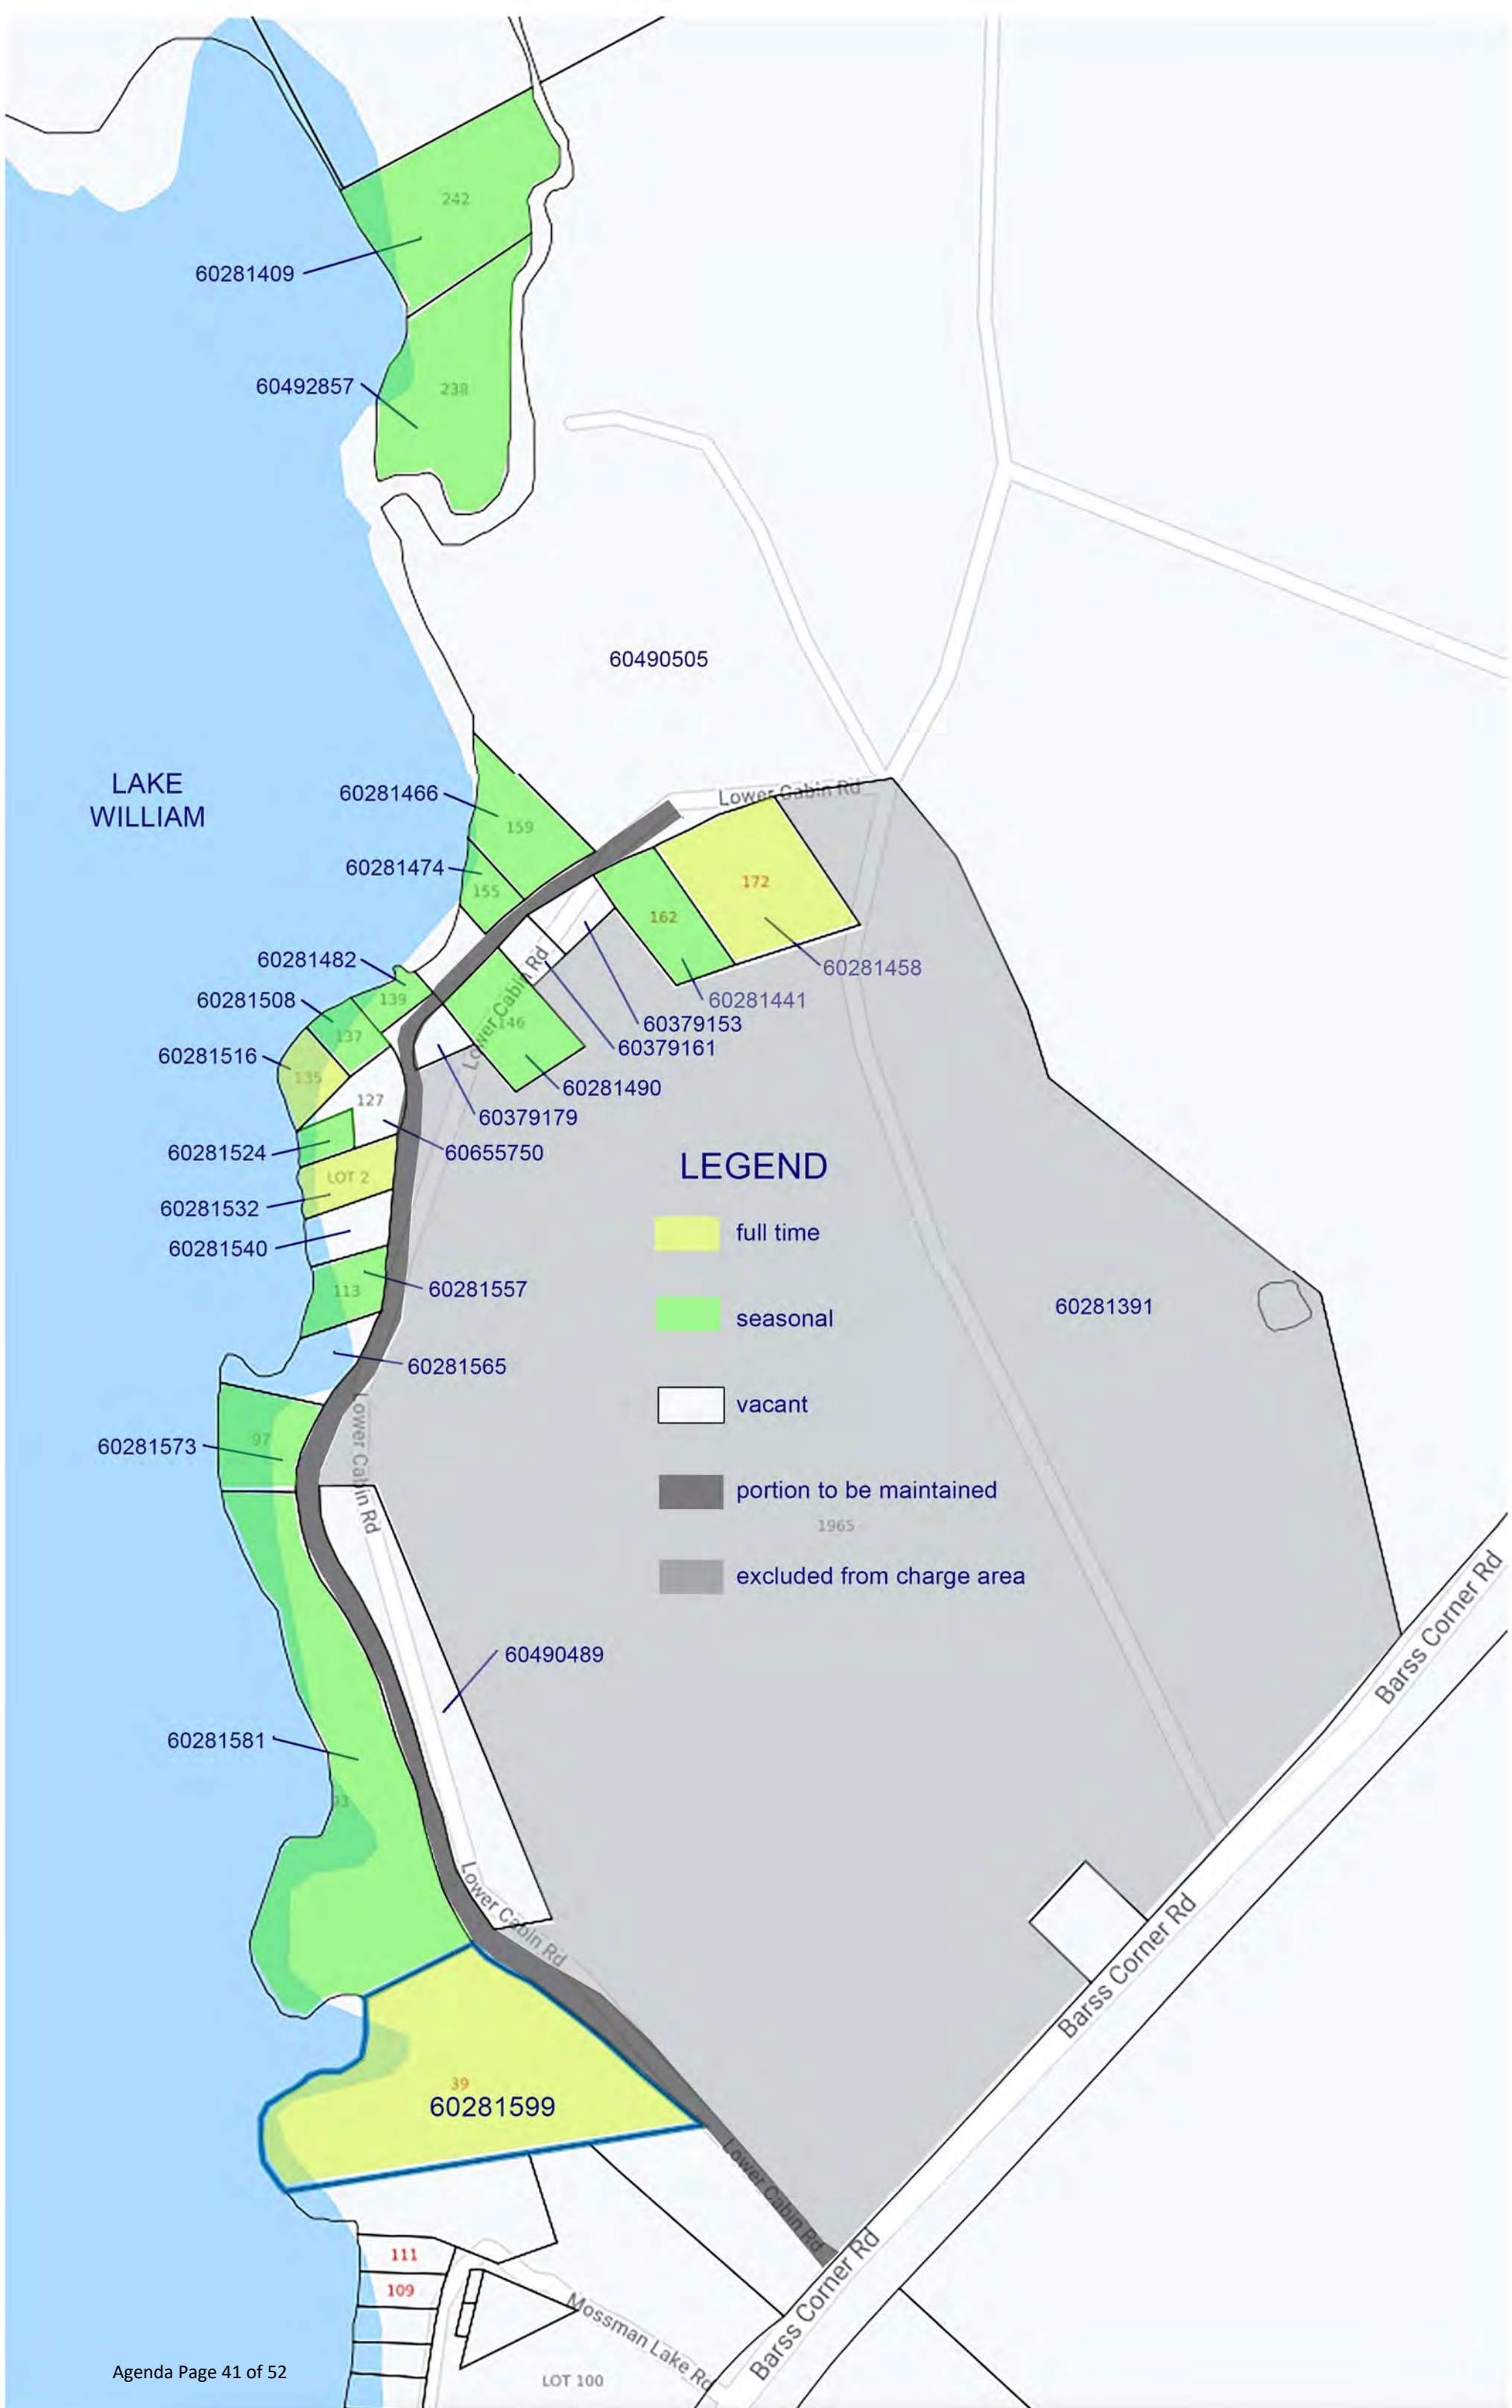 242
60281409
60492857
238
60490505
LAKE
WILLIAM
60281466
Lower Cabin Rd
159
60281474
155
172
162
60281482
60281458
60281508
139
60281441
Lower Cabin Rd
146
60379153
137
60379161
60281516
135
60281490
127
60379179
60281524
60655750
LEGEND
LOT 2
60281532
full time
60281540
113
60281557
60281391
seasonal
60281565
vacant
97
60281573
Lower Cabin Rd
portion to be maintained
1965
excluded from charge area
Barss Corner Rd
60490489
60281581
93
Lower Cabin Rd
Barss Corner Rd
39
60281599
Lower Cabin Rd
111
109
Mossman Lake Rd
Barss Corner Rd
LOT 100
Agenda Page 41 of 52